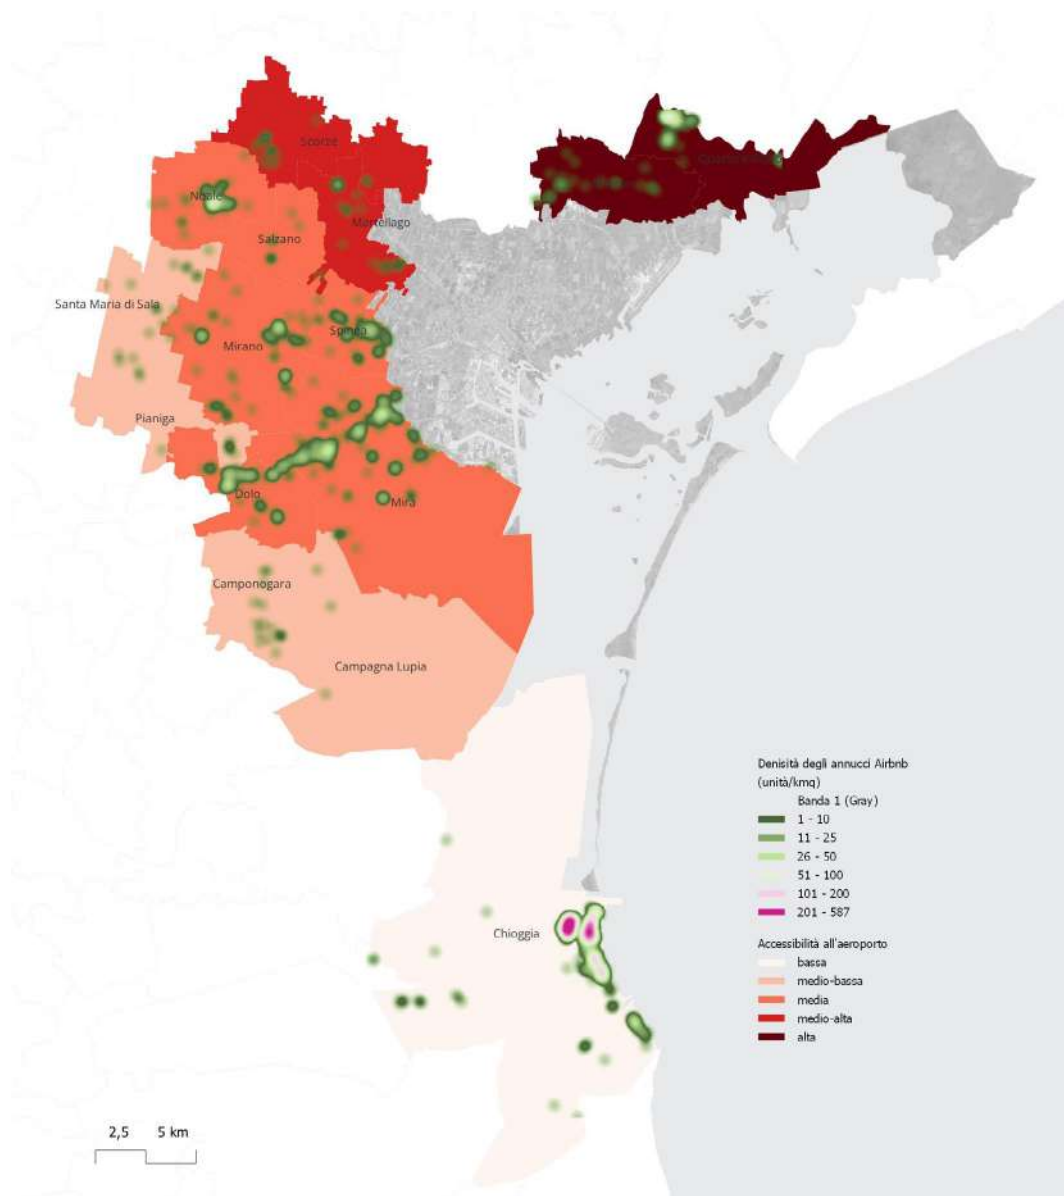 Scorzè
Martellago
Noale
Salzano
Santa Maria di Sala
Spinea
Mirano
Pianiga
Dolo
Mira
Camponogara
Campagna Lupia
Chioggia
Denisità degli annucci Airbnb
(unità/kmq)
Banda 1 (Gray)
1 - 10
11 - 25
26 - 50
51 - 100
101 - 200
201 - 587
Accessibilità all'aeroporto
bassa
medio-bassa
media
medio-alta
alta
2,5 5 km